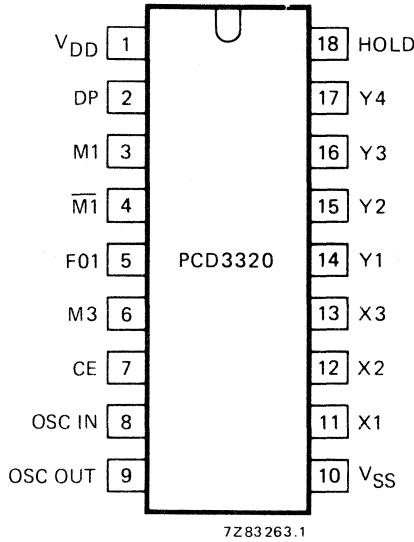 VDD 1 18 HOLD
DP 2 17 Y4
M1 3 16 Y3
M̅1̅ 4 15 Y2
F01 5 PCD3320 14 Y1
M3 6 13 X3
CE 7 12 X2
OSC IN 8 11 X1
OSC OUT 9 10 VSS
7Z83263.1